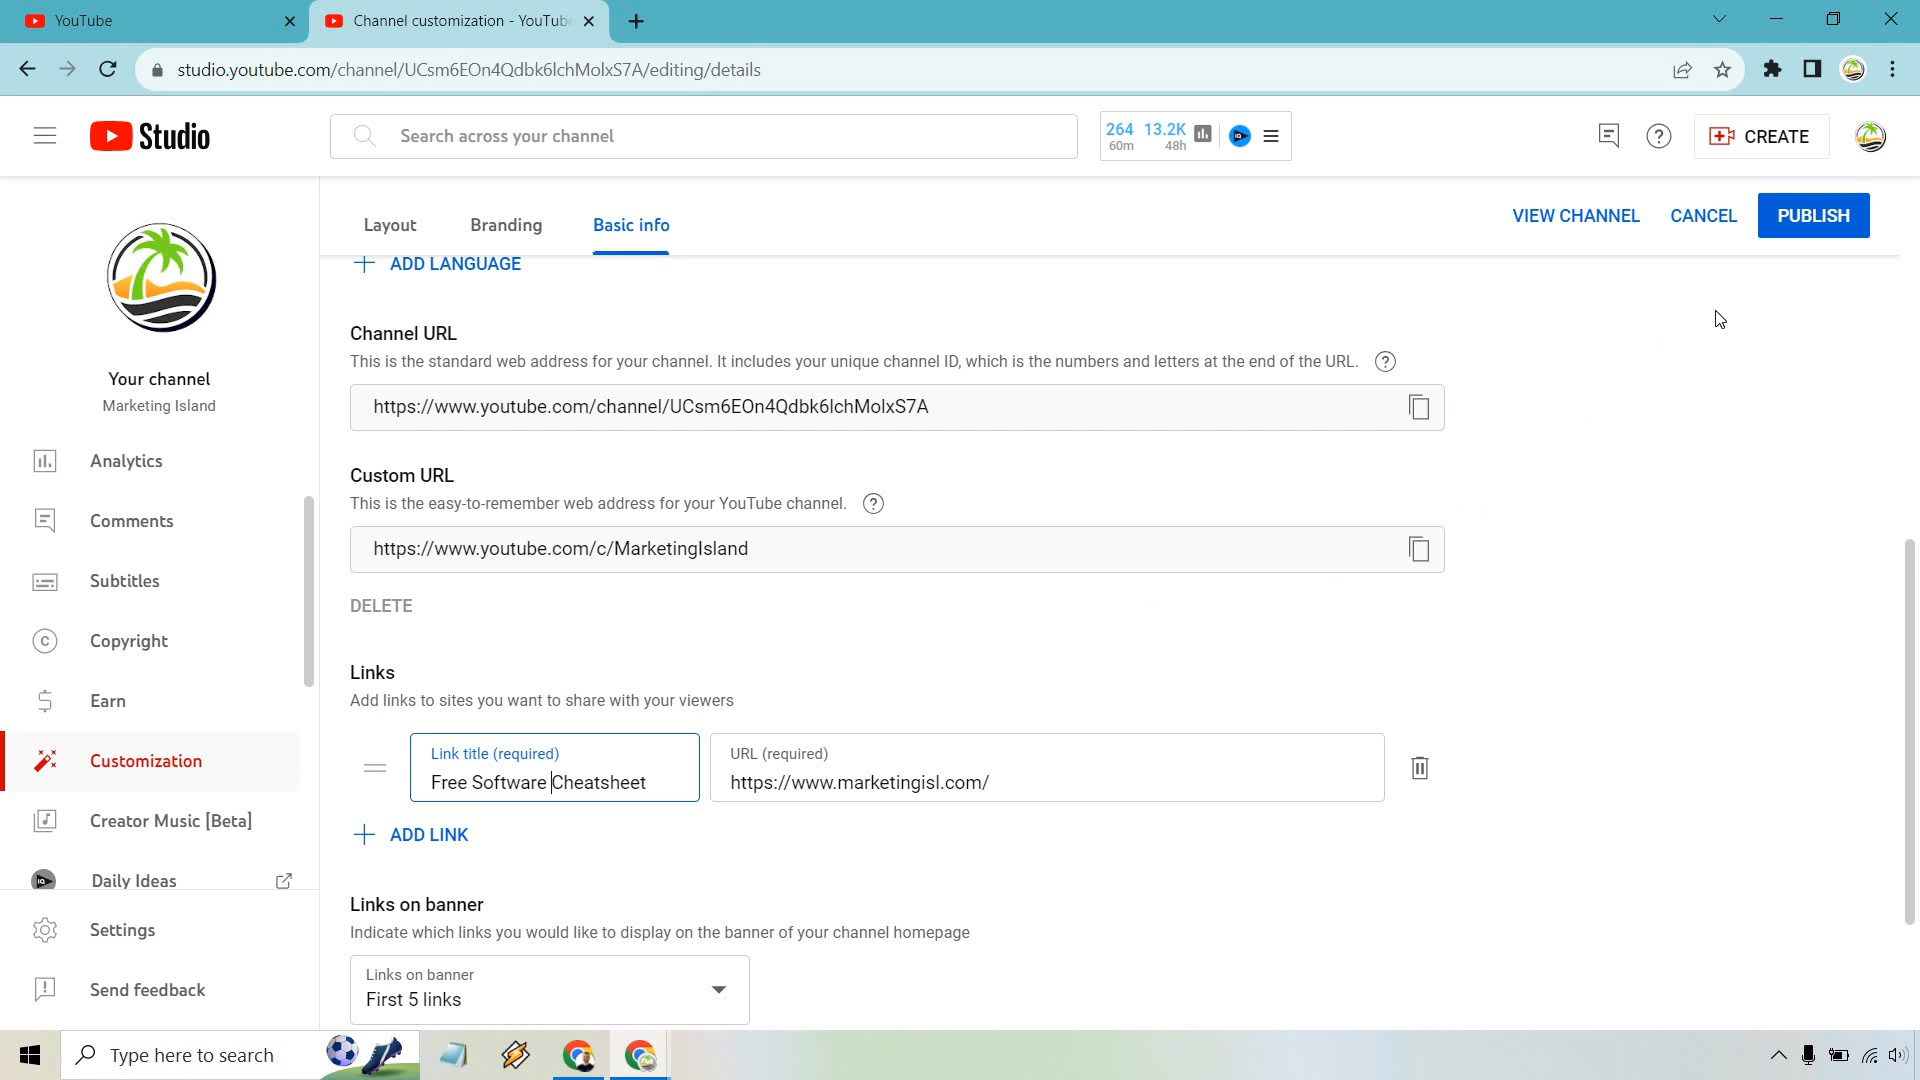 YouTube
Channel customization - YouTub
studio.youtube.com/channel/UCsm6EOn4Qdbk6lchMolxS7A/editing/details
Studio
Search across your channel
264 13.2K
60m 48h
IQ
CREATE
Layout
Branding
Basic info
VIEW CHANNEL
CANCEL
PUBLISH
ADD LANGUAGE
Your channel
Marketing Island
Analytics
Comments
Subtitles
Copyright
Earn
Customization
Creator Music [Beta]
Daily Ideas
Settings
Send feedback
Channel URL
This is the standard web address for your channel. It includes your unique channel ID, which is the numbers and letters at the end of the URL.
https://www.youtube.com/channel/UCsm6EOn4Qdbk6lchMolxS7A
Custom URL
This is the easy-to-remember web address for your YouTube channel.
https://www.youtube.com/c/MarketingIsland
DELETE
Links
Add links to sites you want to share with your viewers
Link title (required)
Free Software Cheatsheet
URL (required)
https://www.marketingisl.com/
ADD LINK
Links on banner
Indicate which links you would like to display on the banner of your channel homepage
Links on banner
First 5 links
Type here to search